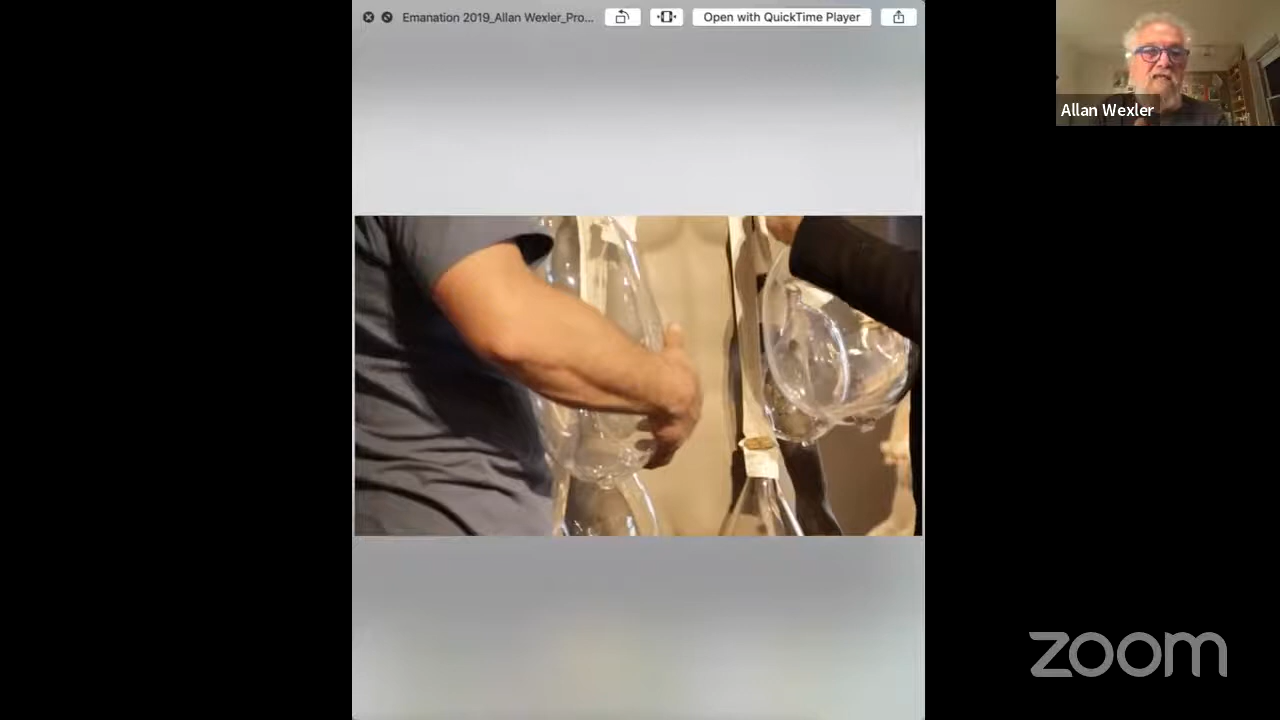 Emanation 2019_Allan Wexler_Pro...
Open with QuickTime Player
Allan Wexler
zoom